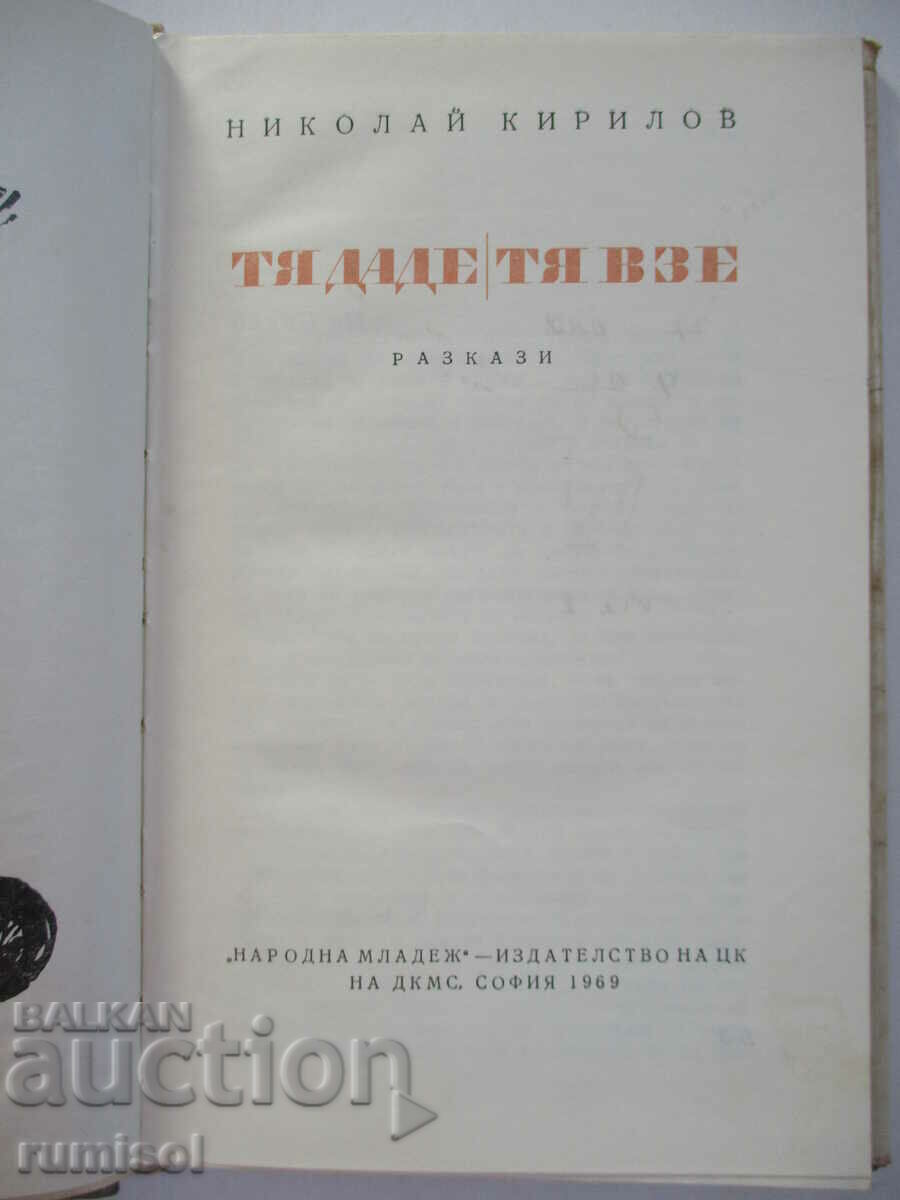 НИКОЛАЙ КИРИЛОВ
ТЯ ДАДЕ | ТЯ ВЗЕ
РАЗКАЗИ
„НАРОДНА МЛАДЕЖ“ — ИЗДАТЕЛСТВО НА ЦК
НА ДКМС, СОФИЯ 1969
BALKAN
auction
rumisol